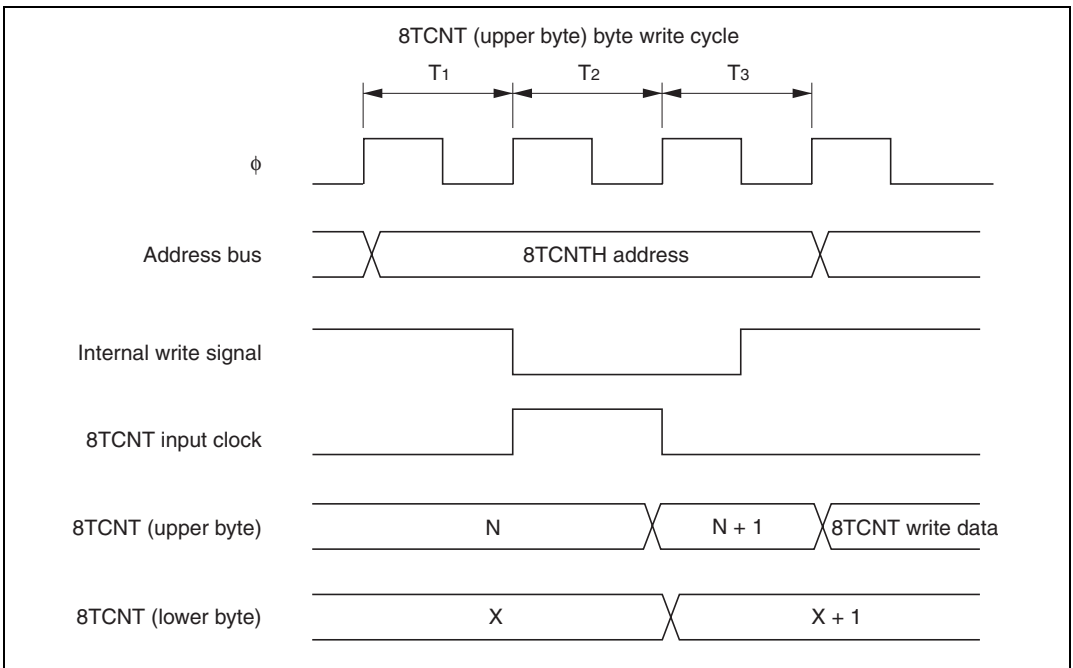 8TCNT (upper byte) byte write cycle
T1 T2 T3
φ
Address bus 8TCNTH address
Internal write signal
8TCNT input clock
8TCNT (upper byte) N N + 1 8TCNT write data
8TCNT (lower byte) X X + 1